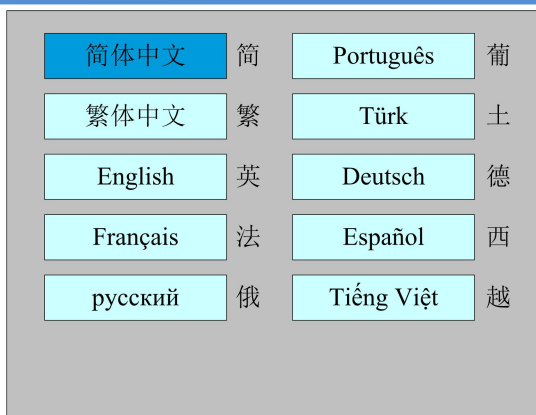 简体中文 简 Português 葡
繁体中文 繁 Türk 土
English 英 Deutsch 德
Français 法 Español 西
русский 俄 Tiếng Việt 越